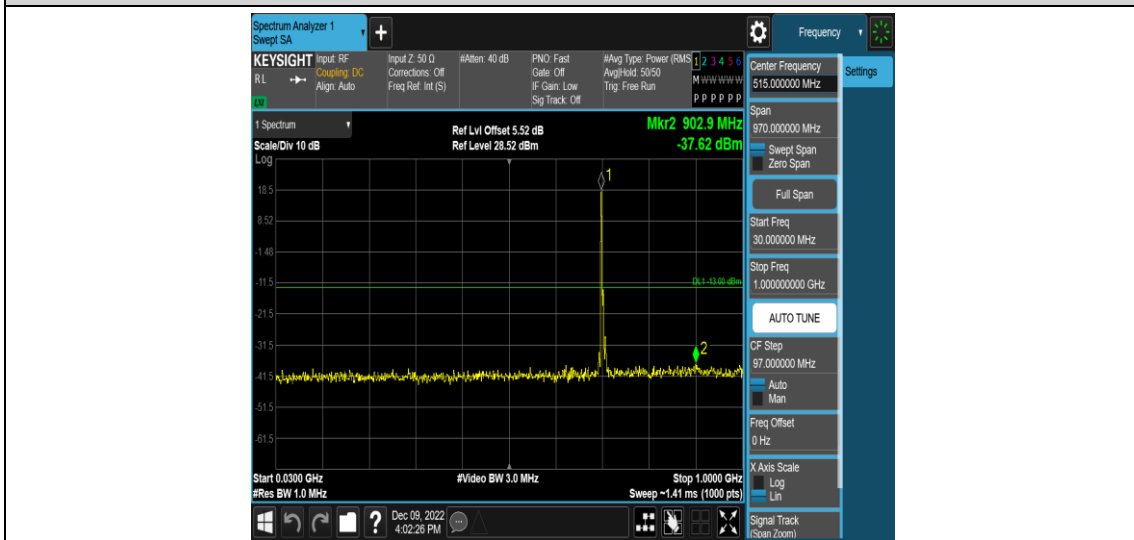 Spectrum Analyzer 1
Swept SA
+
Frequency
KEYSIGHT
RL
LXI
Input: RF
Coupling: DC
Align: Auto
Input Z: 50 Ω
Corrections: Off
Freq Ref: Int (S)
#Atten: 40 dB
PNO: Fast
Gate: Off
IF Gain: Low
Sig Track: Off
#Avg Type: Power (RMS
Avg|Hold: 50/50
Trig: Free Run
1 2 3 4 5 6
M W W W W W
P P P P P P
1 Spectrum
Scale/Div 10 dB
Ref Lvl Offset 5.52 dB
Ref Level 28.52 dBm
Mkr2 902.9 MHz
-37.62 dBm
Log
1
18.5
8.52
-1.48
-11.5
DL1 -13.00 dBm
-21.5
-31.5
2
-41.5
-51.5
-61.5
Start 0.0300 GHz
#Video BW 3.0 MHz
Stop 1.0000 GHz
#Res BW 1.0 MHz
Sweep ~1.41 ms (1000 pts)
?
Dec 09, 2022
4:02:26 PM
Center Frequency
515.000000 MHz
Settings
Span
970.000000 MHz
Swept Span
Zero Span
Full Span
Start Freq
30.000000 MHz
Stop Freq
1.000000000 GHz
AUTO TUNE
CF Step
97.000000 MHz
Auto
Man
Freq Offset
0 Hz
X Axis Scale
Log
Lin
Signal Track
(Span Zoom)